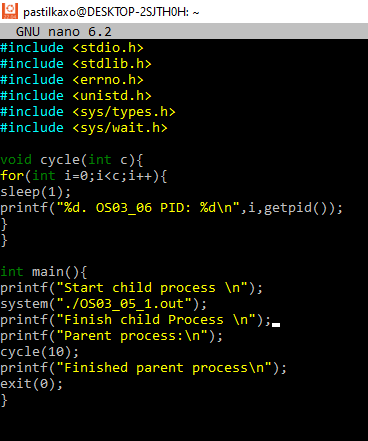 pastilkaxo@DESKTOP-2SJTH0H: ~
GNU nano 6.2
#include <stdio.h>
#include <stdlib.h>
#include <errno.h>
#include <unistd.h>
#include <sys/types.h>
#include <sys/wait.h>
void cycle(int c){
for(int i=0;i<c;i++){
sleep(1);
printf("%d. OS03_06 PID: %d\n",i,getpid());
}
}
int main(){
printf("Start child process \n");
system("./OS03_05_1.out");
printf("Finish child Process \n");
printf("Parent process:\n");
cycle(10);
printf("Finished parent process\n");
exit(0);
}